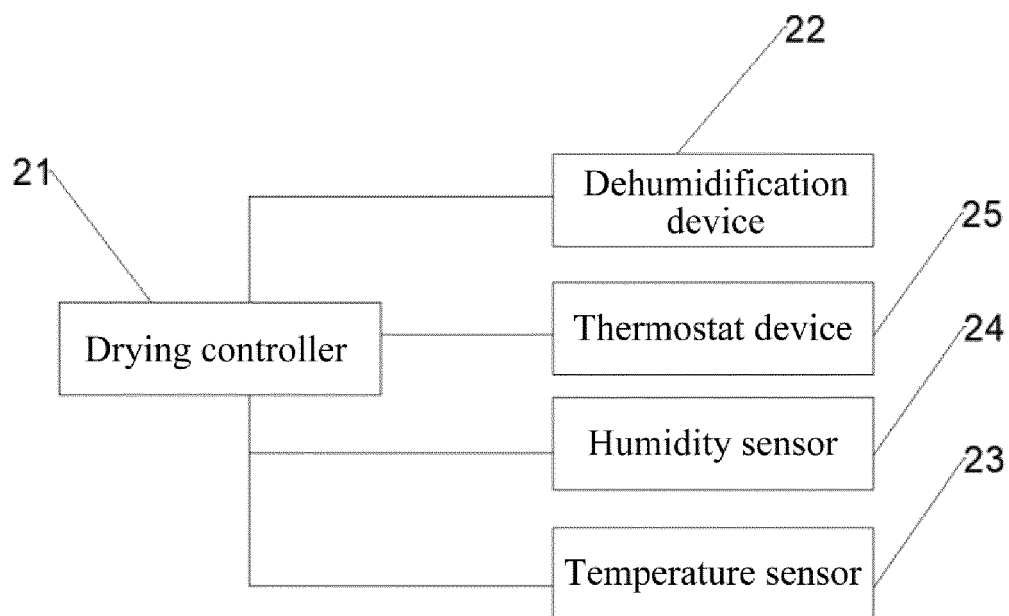 22
21
Dehumidification
device
25
Thermostat device
24
Drying controller
Humidity sensor
23
Temperature sensor